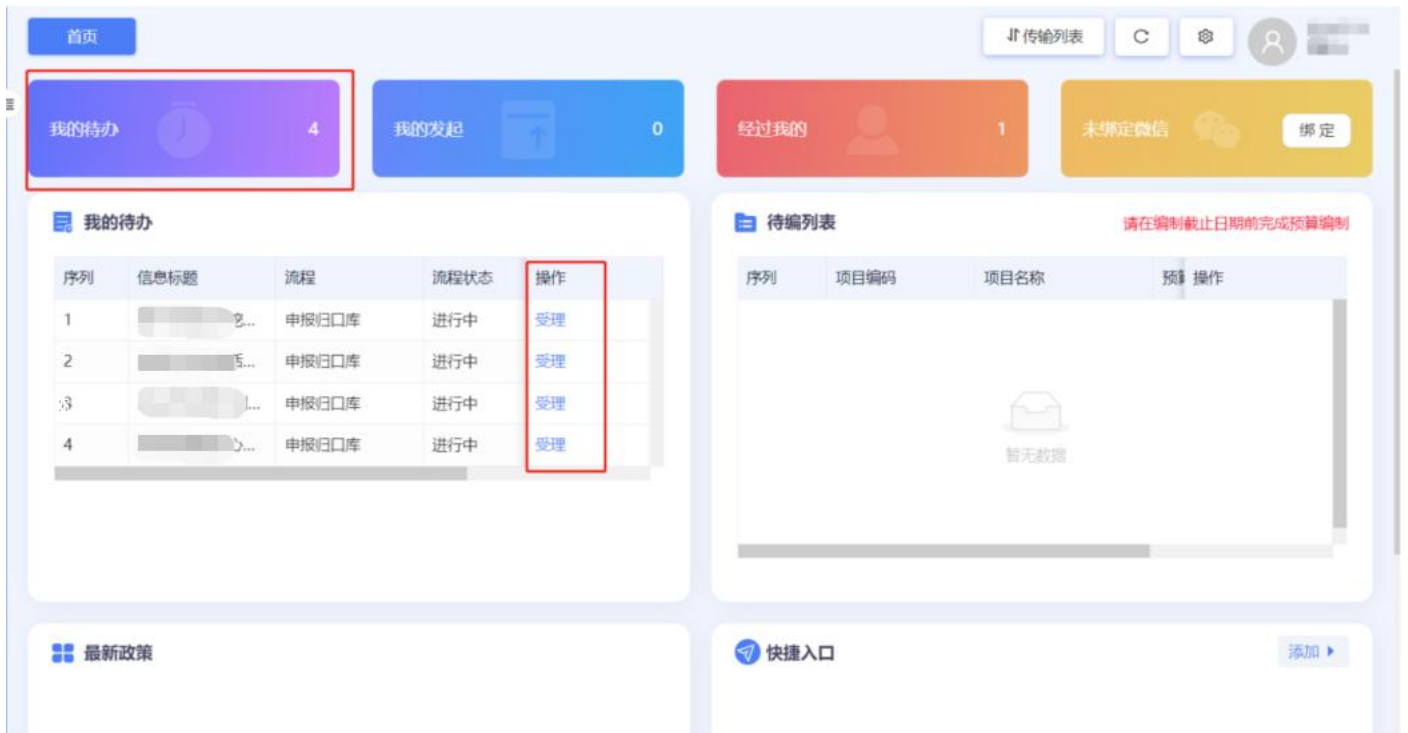 首页
传输列表
我的待办 4
我的发起 0
经过我的 1
未绑定微信 绑定
我的待办
序列 信息标题 流程 流程状态 操作
1 挖... 申报归口库 进行中 受理
2 ... 申报归口库 进行中 受理
3 ... 申报归口库 进行中 受理
4 心... 申报归口库 进行中 受理
待编列表 请在编制截止日期前完成预算编制
序列 项目编码 项目名称 预算 操作
暂无数据
最新政策
快捷入口 添加